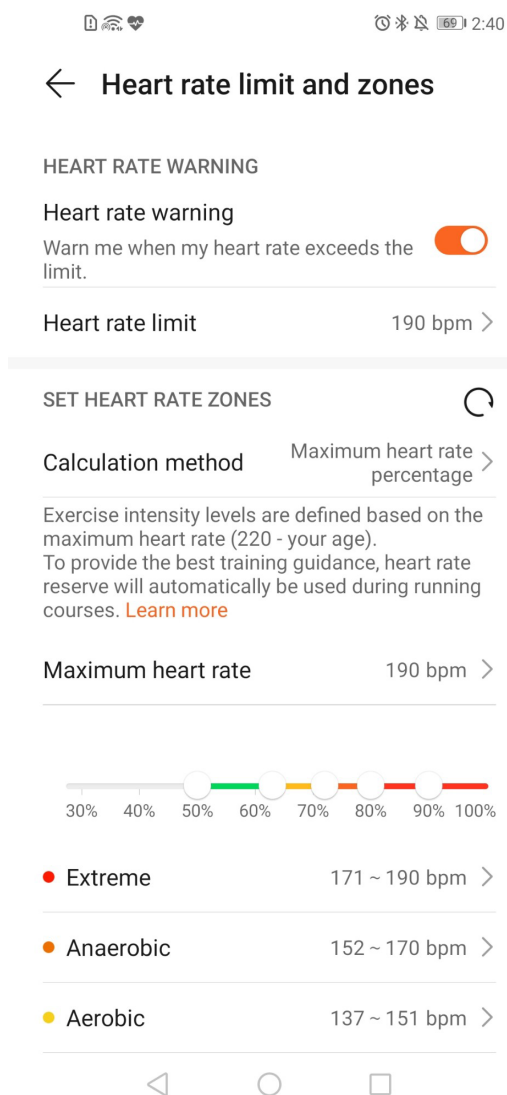 69 2:40
Heart rate limit and zones
HEART RATE WARNING
Heart rate warning
Warn me when my heart rate exceeds the
limit.
Heart rate limit 190 bpm
SET HEART RATE ZONES
Calculation method Maximum heart rate
percentage
Exercise intensity levels are defined based on the
maximum heart rate (220 - your age).
To provide the best training guidance, heart rate
reserve will automatically be used during running
courses. Learn more
Maximum heart rate 190 bpm
30% 40% 50% 60% 70% 80% 90% 100%
Extreme 171 ~ 190 bpm
Anaerobic 152 ~ 170 bpm
Aerobic 137 ~ 151 bpm